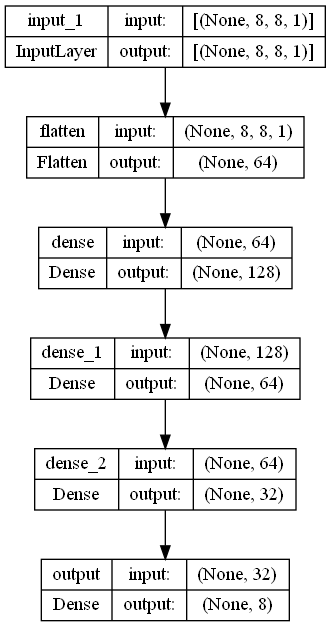 input_1 input: [(None, 8, 8, 1)]
InputLayer output: [(None, 8, 8, 1)]
flatten input: (None, 8, 8, 1)
Flatten output: (None, 64)
dense input: (None, 64)
Dense output: (None, 128)
dense_1 input: (None, 128)
Dense output: (None, 64)
dense_2 input: (None, 64)
Dense output: (None, 32)
output input: (None, 32)
Dense output: (None, 8)